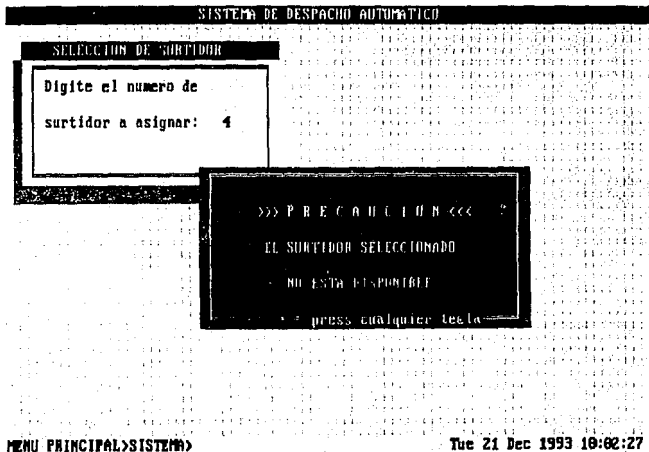 SISTEMA DE DESPACHO AUTOMATICO
SELECCION DE SURTIDOR
Digite el numero de
surtidor a asignar: 4
>>> P R E C A U C I O N <<<
EL SURTIDOR SELECCIONADO
NO ESTA DISPONIBLE
press cualquier tecla
MENU PRINCIPAL>SISTEMA>
Tue 21 Dec 1993 10:02:27